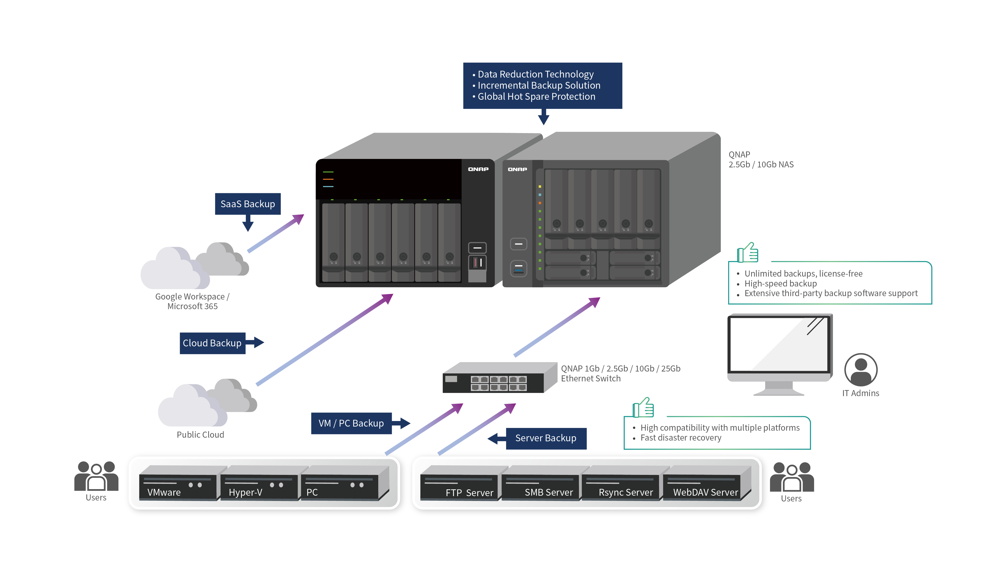 • Data Reduction Technology
• Incremental Backup Solution
• Global Hot Spare Protection
QNAP
2.5Gb / 10Gb NAS
QNAP
QNAP
SaaS Backup
Google Workspace /
Microsoft 365
• Unlimited backups, license-free
• High-speed backup
• Extensive third-party backup software support
Cloud Backup
QNAP 1Gb / 2.5Gb / 10Gb / 25Gb
Ethernet Switch
IT Admins
Public Cloud
VM / PC Backup
Server Backup
• High compatibility with multiple platforms
• Fast disaster recovery
Users
VMware
Hyper-V
PC
FTP Server
SMB Server
Rsync Server
WebDAV Server
Users